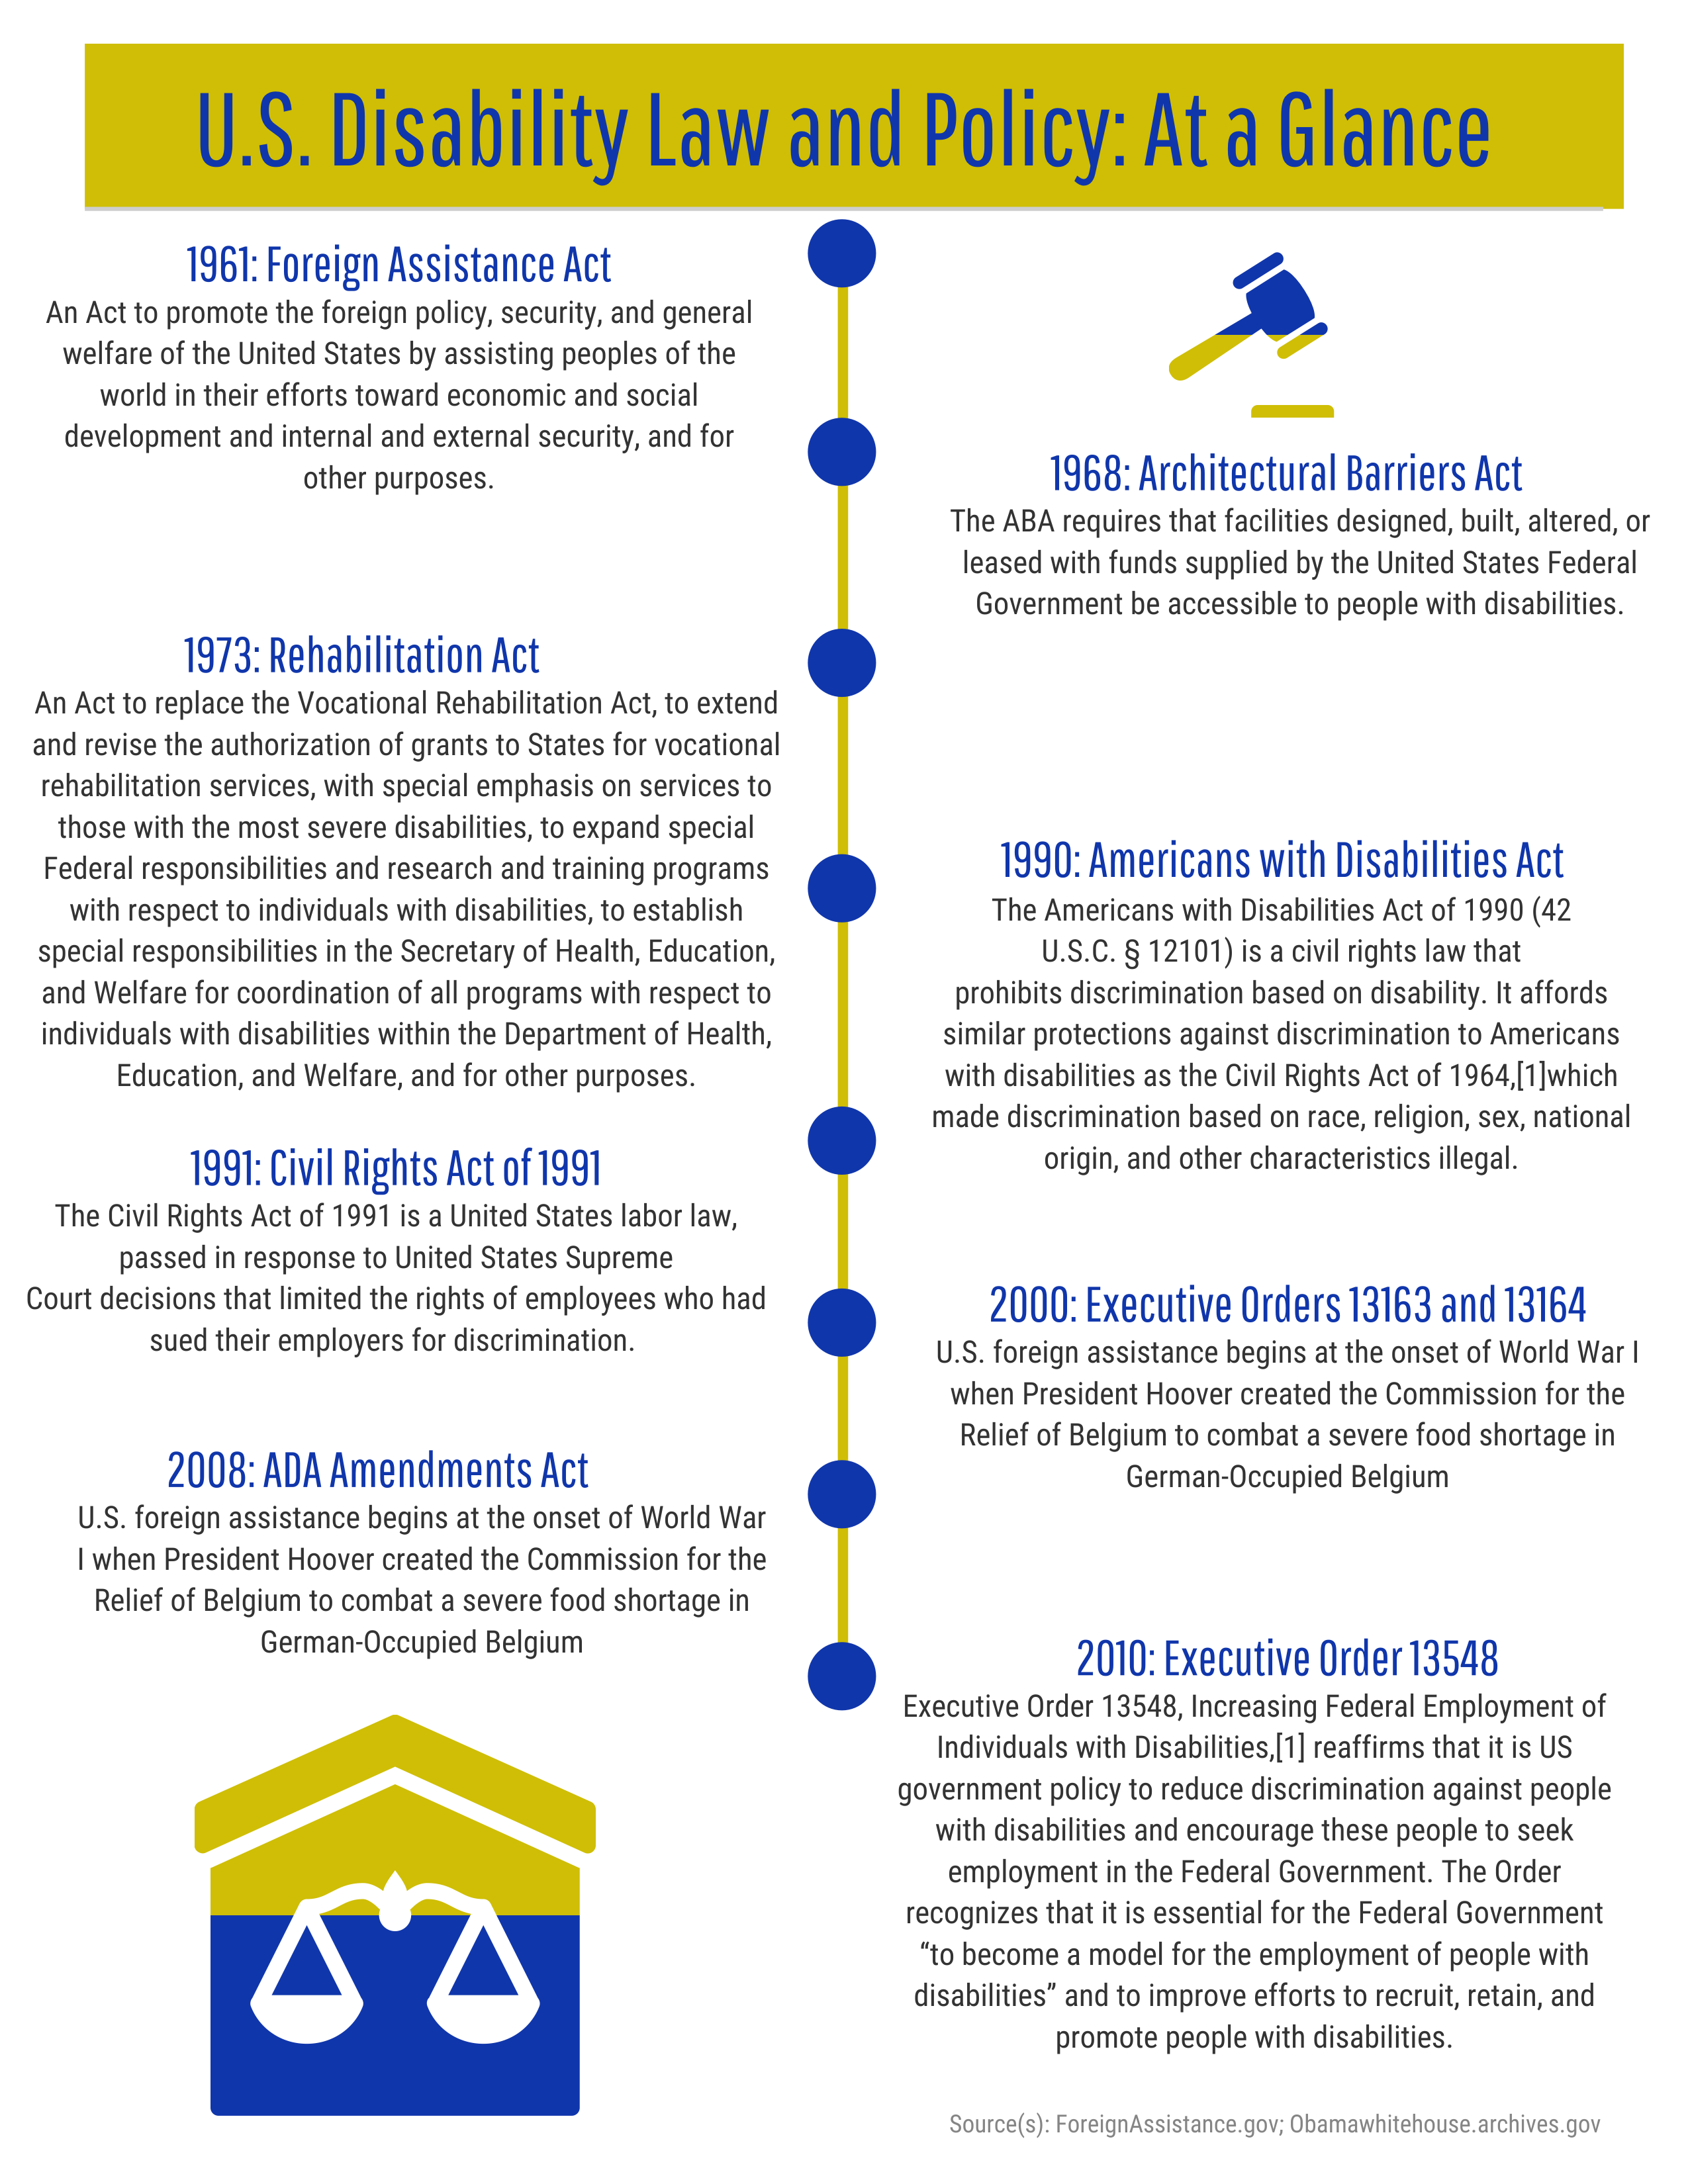 U.S. Disability Law and Policy: At a Glance
1961: Foreign Assistance Act
An Act to promote the foreign policy, security, and general
welfare of the United States by assisting peoples of the
world in their efforts toward economic and social
development and internal and external security, and for
other purposes.
1968: Architectural Barriers Act
The ABA requires that facilities designed, built, altered, or
leased with funds supplied by the United States Federal
Government be accessible to people with disabilities.
1973: Rehabilitation Act
An Act to replace the Vocational Rehabilitation Act, to extend
and revise the authorization of grants to States for vocational
rehabilitation services, with special emphasis on services to
those with the most severe disabilities, to expand special
Federal responsibilities and research and training programs
with respect to individuals with disabilities, to establish
special responsibilities in the Secretary of Health, Education,
and Welfare for coordination of all programs with respect to
individuals with disabilities within the Department of Health,
Education, and Welfare, and for other purposes.
1990: Americans with Disabilities Act
The Americans with Disabilities Act of 1990 (42
U.S.C. § 12101) is a civil rights law that
prohibits discrimination based on disability. It affords
similar protections against discrimination to Americans
with disabilities as the Civil Rights Act of 1964,[1]which
made discrimination based on race, religion, sex, national
origin, and other characteristics illegal.
1991: Civil Rights Act of 1991
The Civil Rights Act of 1991 is a United States labor law,
passed in response to United States Supreme
Court decisions that limited the rights of employees who had
sued their employers for discrimination.
2000: Executive Orders 13163 and 13164
U.S. foreign assistance begins at the onset of World War I
when President Hoover created the Commission for the
Relief of Belgium to combat a severe food shortage in
German-Occupied Belgium
2008: ADA Amendments Act
U.S. foreign assistance begins at the onset of World War
I when President Hoover created the Commission for the
Relief of Belgium to combat a severe food shortage in
German-Occupied Belgium
2010: Executive Order 13548
Executive Order 13548, Increasing Federal Employment of
Individuals with Disabilities,[1] reaffirms that it is US
government policy to reduce discrimination against people
with disabilities and encourage these people to seek
employment in the Federal Government. The Order
recognizes that it is essential for the Federal Government
“to become a model for the employment of people with
disabilities” and to improve efforts to recruit, retain, and
promote people with disabilities.
Source(s): ForeignAssistance.gov; Obamawhitehouse.archives.gov